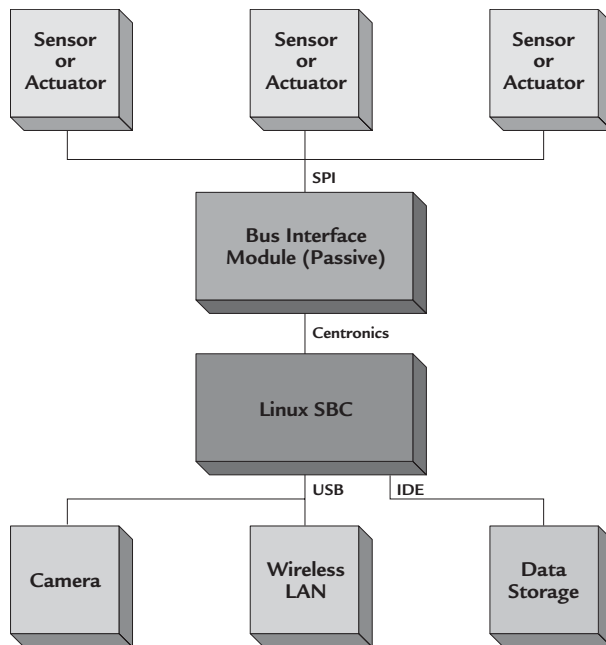 Sensor
or
Actuator
Sensor
or
Actuator
Sensor
or
Actuator
SPI
Bus Interface
Module (Passive)
Centronics
Linux SBC
USB
IDE
Camera
Wireless
LAN
Data
Storage